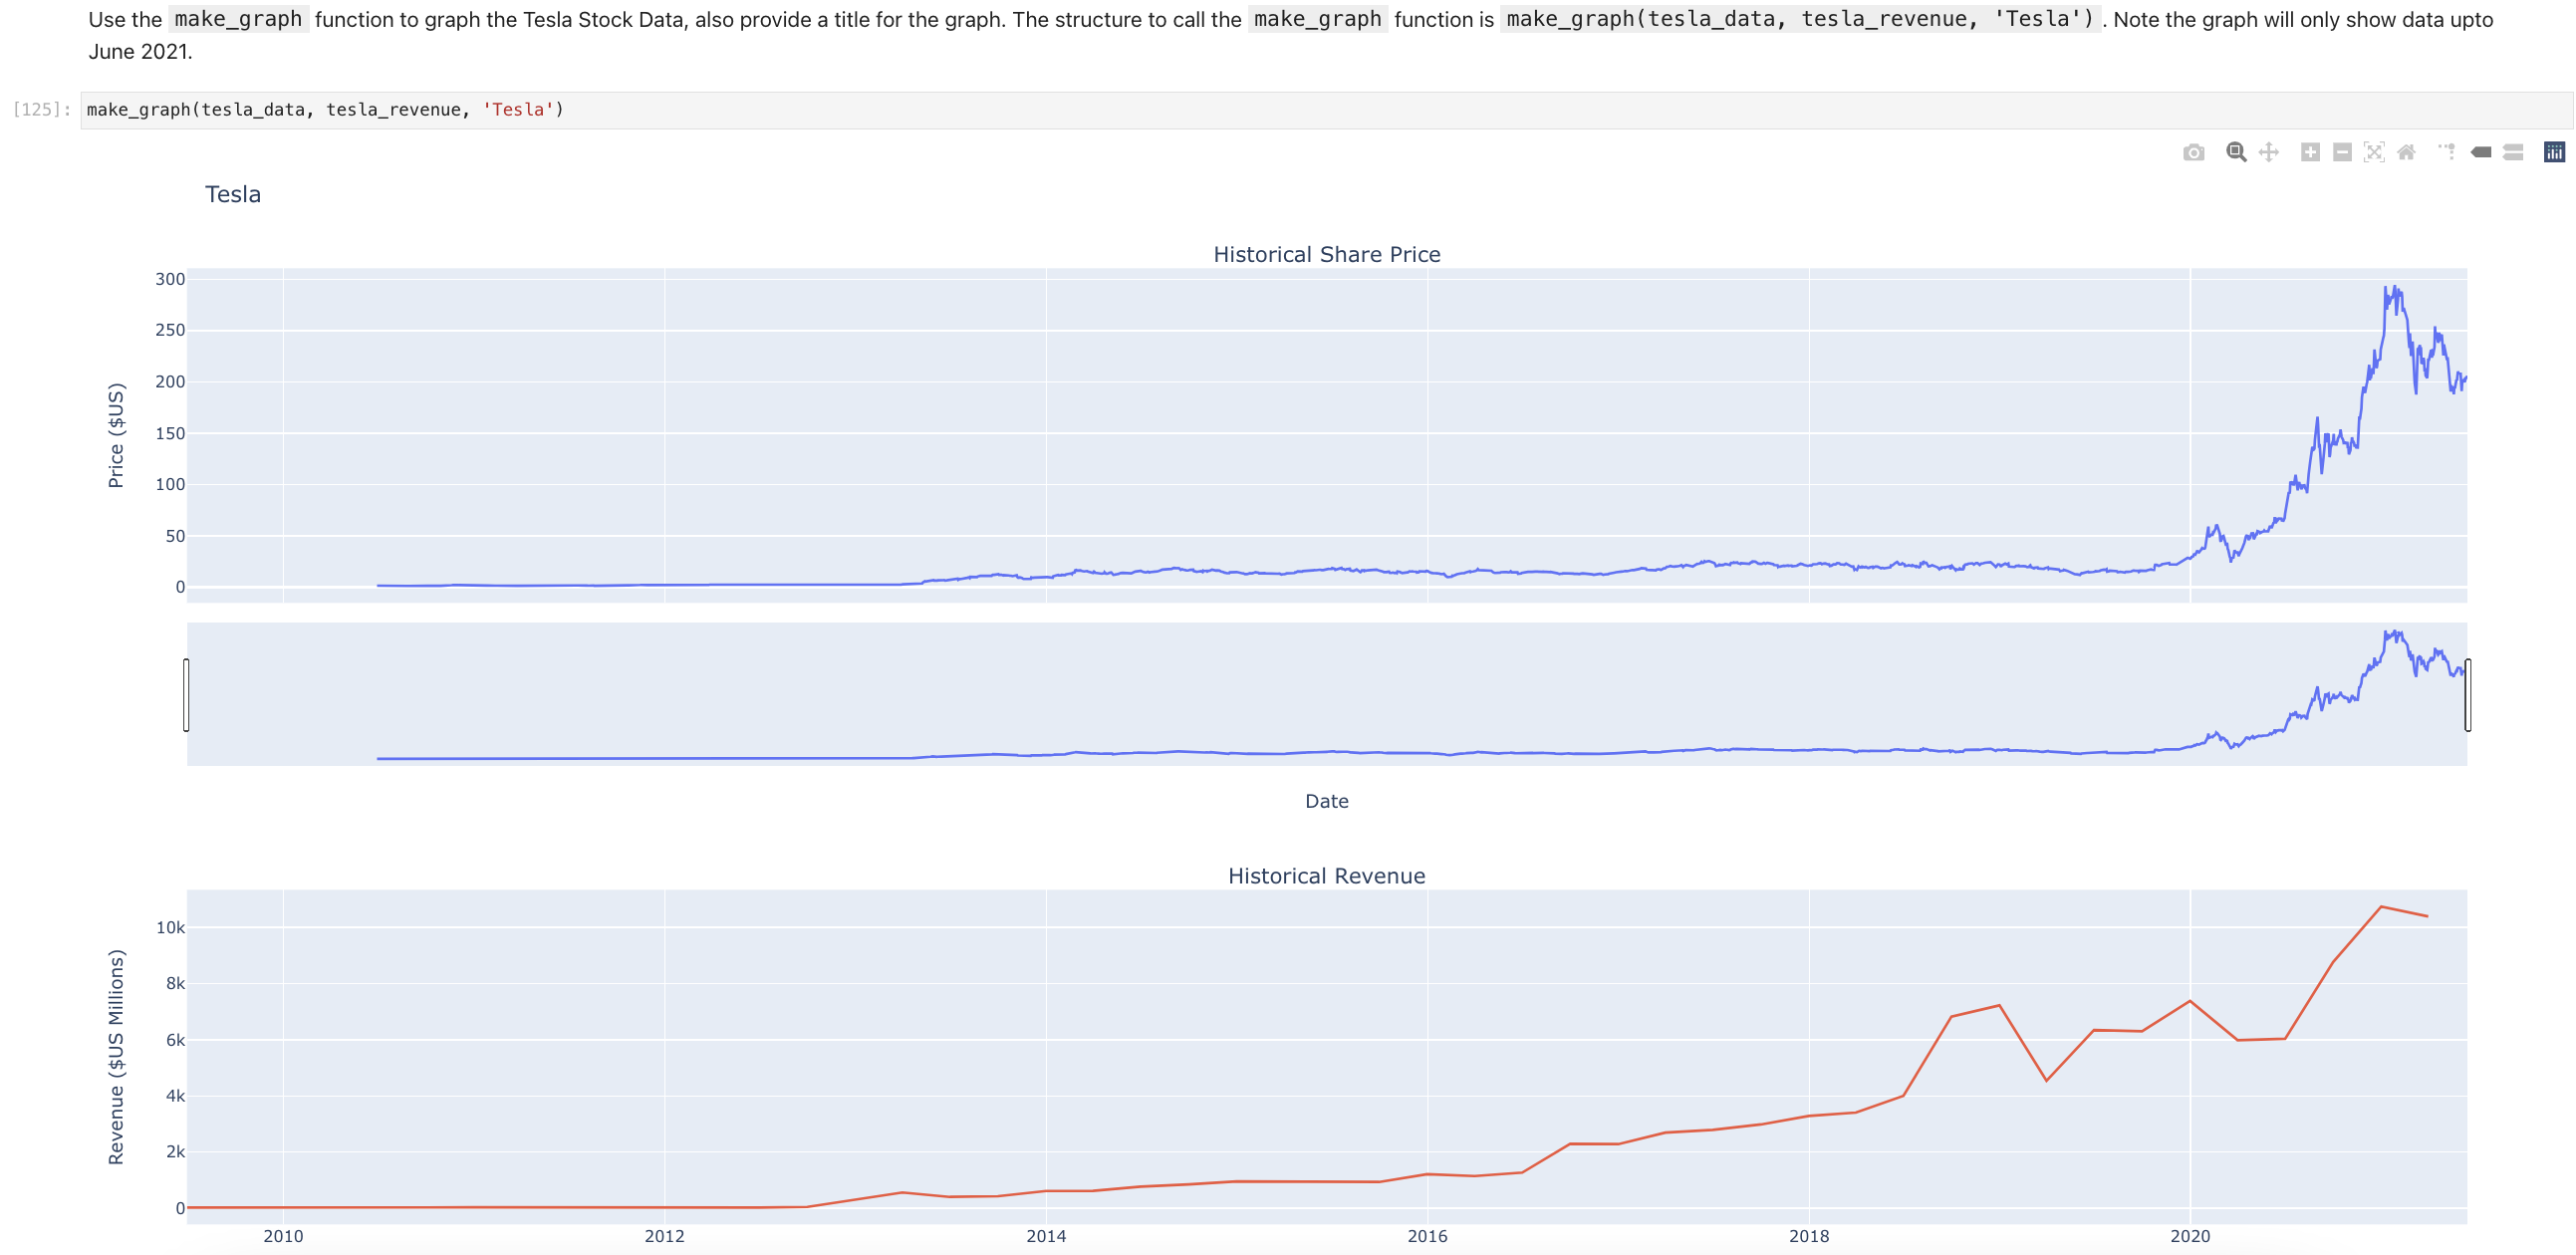 Use the make_graph function to graph the Tesla Stock Data, also provide a title for the graph. The structure to call the make_graph function is make_graph(tesla_data, tesla_revenue, 'Tesla') . Note the graph will only show data upto
June 2021.
[125]: make_graph(tesla_data, tesla_revenue, 'Tesla')
Tesla
Historical Share Price
300
250
200
150
100
50
0
Price ($US)
Date
Historical Revenue
10k
8k
6k
4k
2k
0
Revenue ($US Millions)
2010 2012 2014 2016 2018 2020